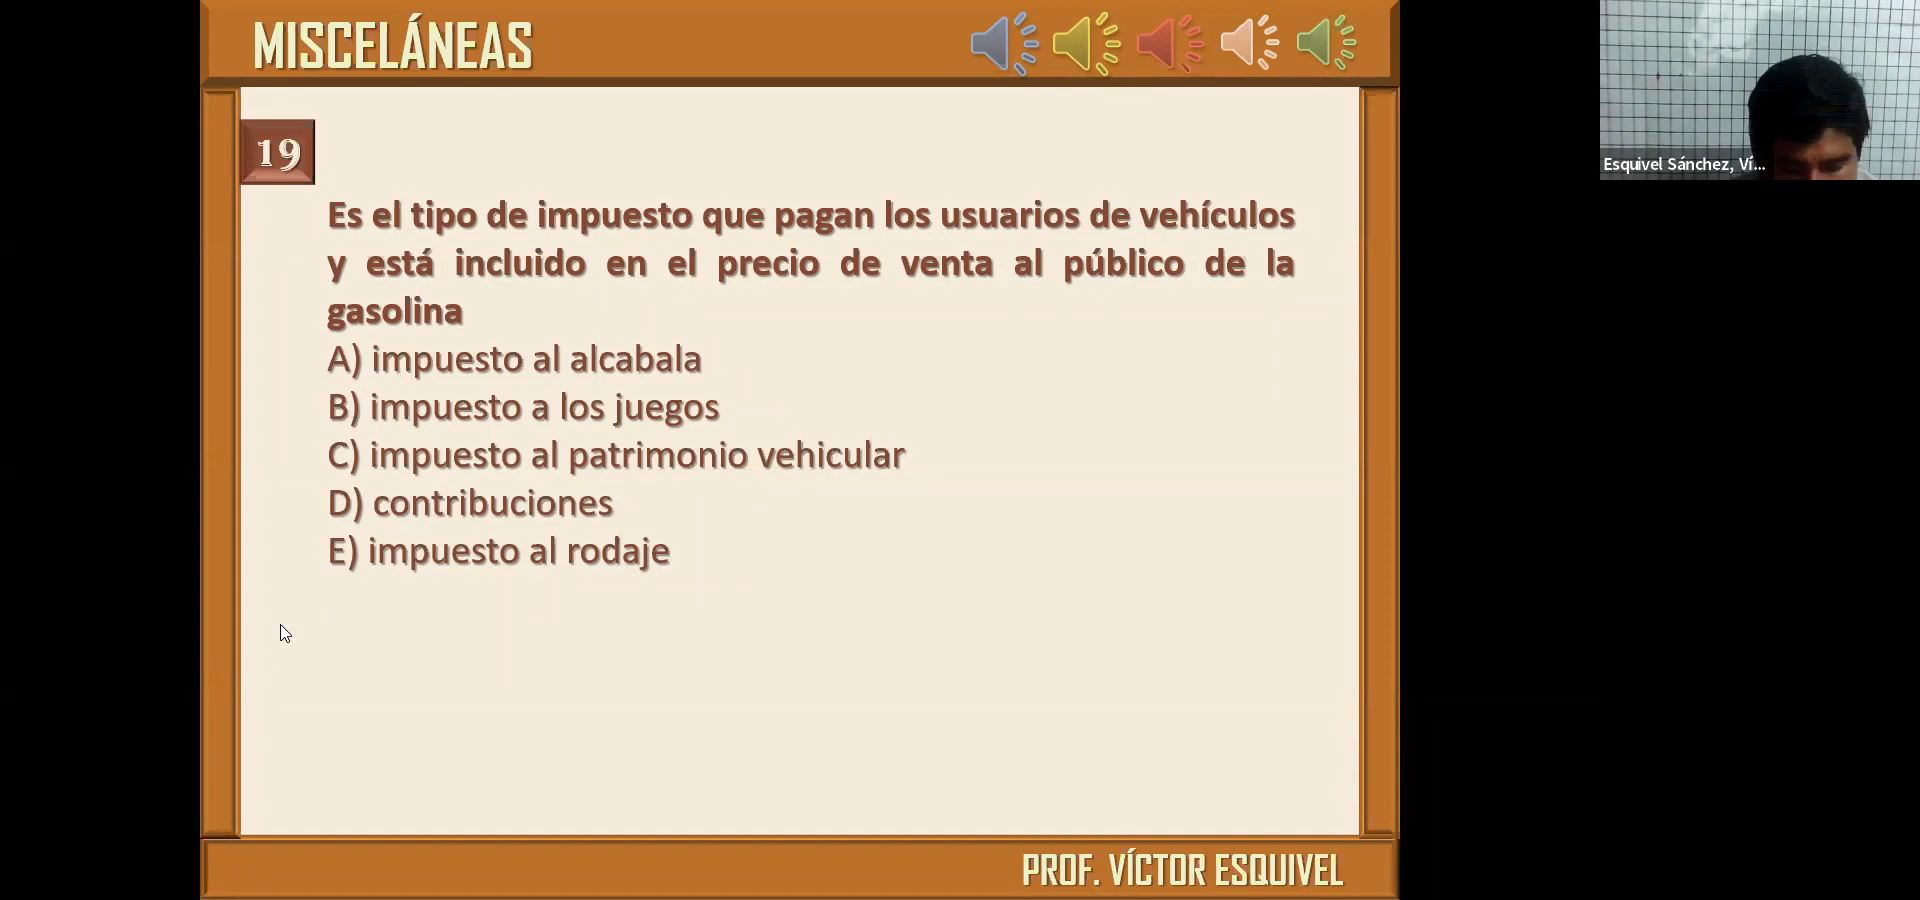 MISCELÁNEAS
19
Es el tipo de impuesto que pagan los usuarios de vehículos
y está incluido en el precio de venta al público de la
gasolina
A) impuesto al alcabala
B) impuesto a los juegos
C) impuesto al patrimonio vehicular
D) contribuciones
E) impuesto al rodaje
PROF. VÍCTOR ESQUIVEL
Esquivel Sánchez, Ví...